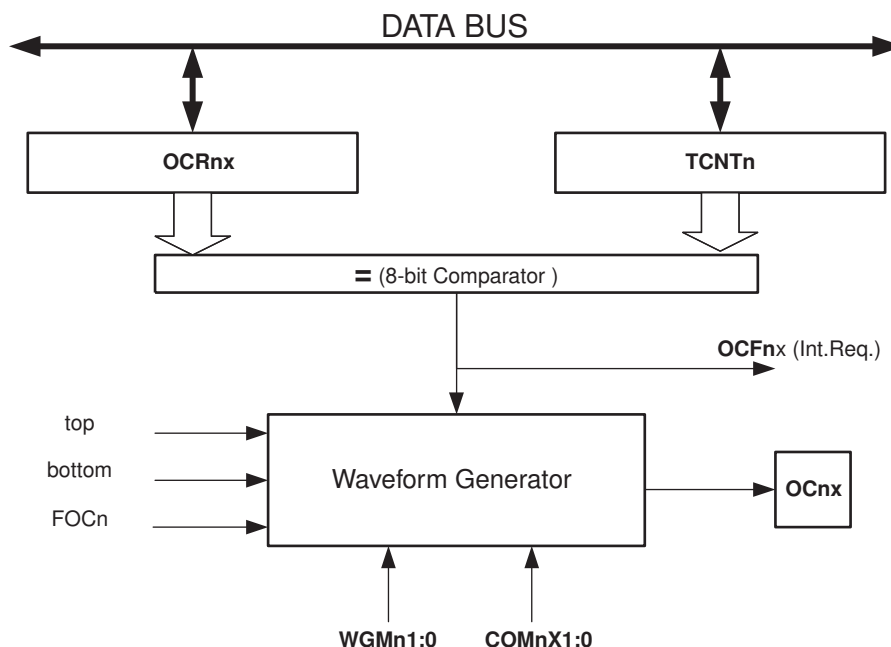 DATA BUS
OCRnx
TCNTn
= (8-bit Comparator )
OCFnx (Int.Req.)
top
bottom
FOCn
Waveform Generator
OCnx
WGMn1:0
COMnX1:0